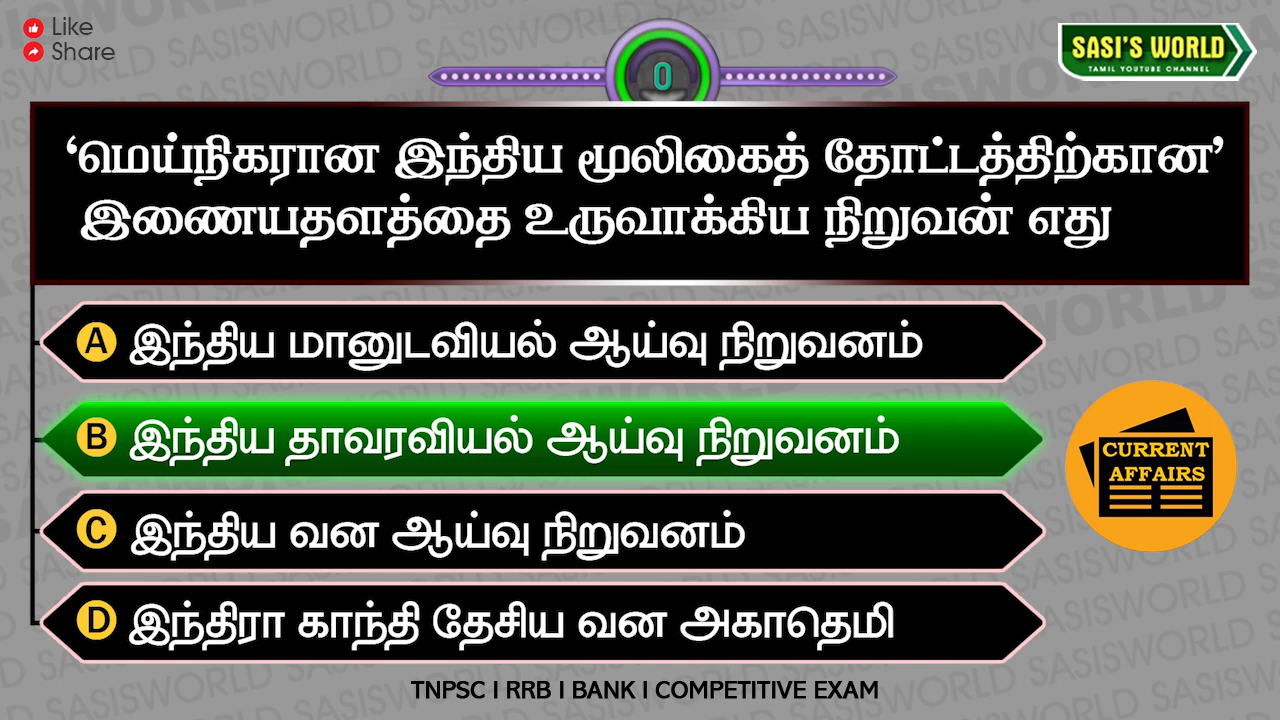 Like
Share
0
SASI'S WORLD
TAMIL YOUTUBE CHANNEL
‘மெய்நிகரான இந்திய மூலிகைத் தோட்டத்திற்கான’
இணையதளத்தை உருவாக்கிய நிறுவன் எது
A இந்திய மானுடவியல் ஆய்வு நிறுவனம்
B இந்திய தாவரவியல் ஆய்வு நிறுவனம்
C இந்திய வன ஆய்வு நிறுவனம்
D இந்திரா காந்தி தேசிய வன அகாதெமி
CURRENT
AFFAIRS
TNPSC I RRB I BANK I COMPETITIVE EXAM